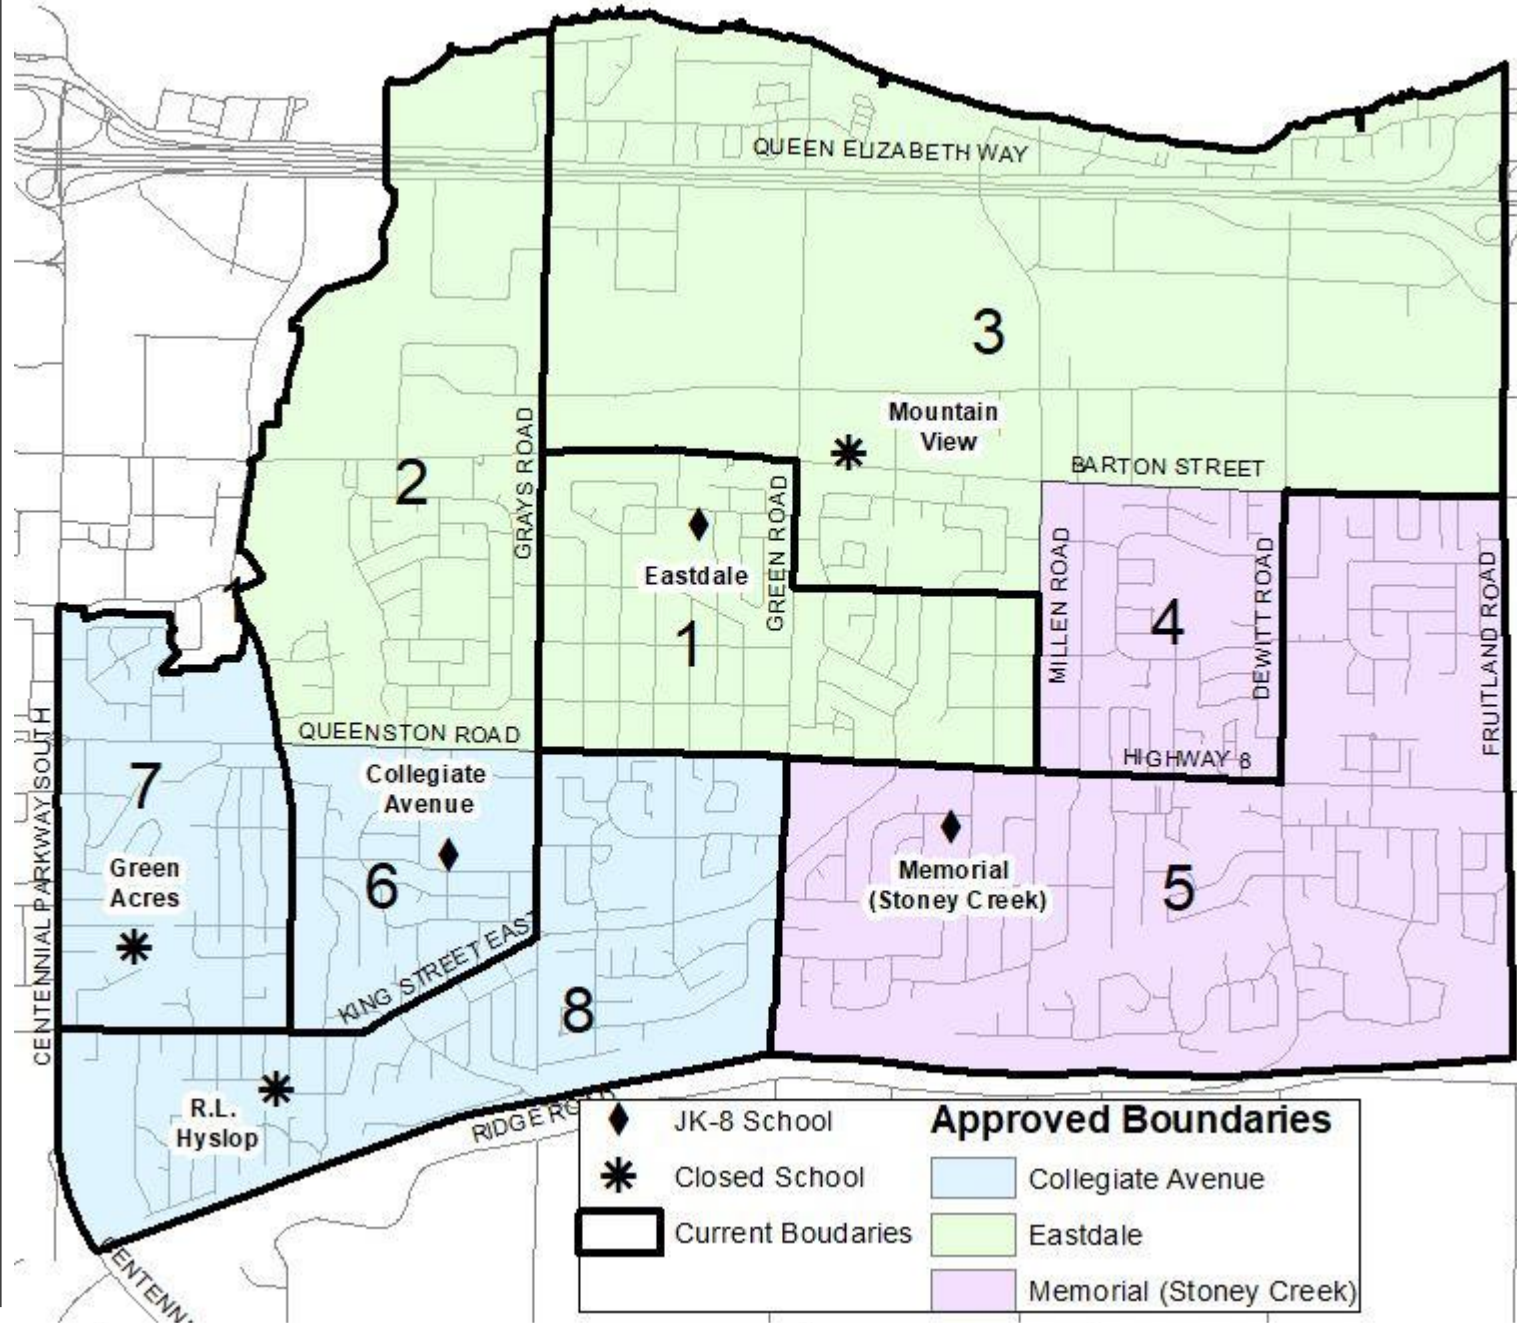 QUEEN ELIZABETH WAY
3
Mountain
View
BARTON STREET
2
GRAYS ROAD
GREEN ROAD
Eastdale
1
MILLEN ROAD
4
DEWITT ROAD
FRUITLAND ROAD
HIGHWAY 8
QUEENSTON ROAD
CENTENNIAL PARKWAY SOUTH
7
Collegiate
Avenue
Green
Acres
6
Memorial
(Stoney Creek)
5
KING STREET EAST
8
R.L.
Hyslop
RIDGE ROAD
JK-8 School
Closed School
Current Boudaries
Approved Boundaries
Collegiate Avenue
Eastdale
Memorial (Stoney Creek)